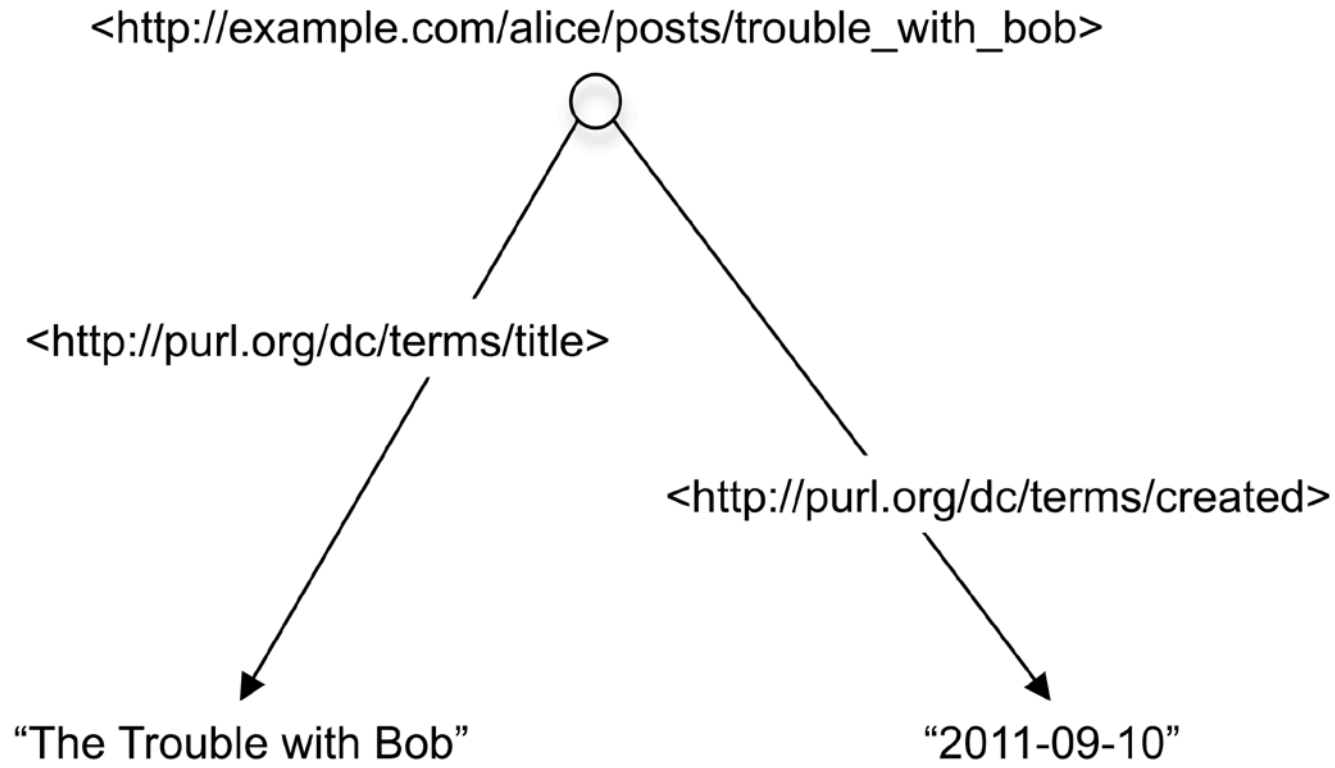 <http://example.com/alice/posts/trouble_with_bob>
<http://purl.org/dc/terms/title>
<http://purl.org/dc/terms/created>
“The Trouble with Bob”
“2011-09-10”